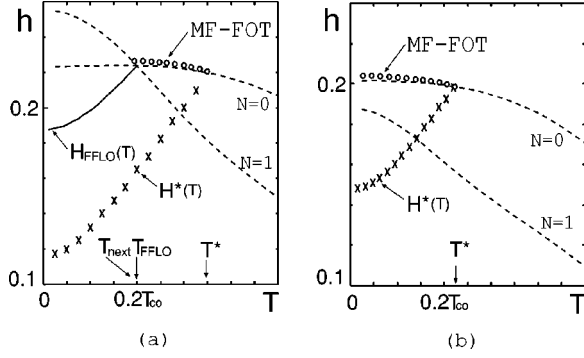 h
(a)
MF-FOT
0.2
N=0
H_FFLO(T)
N=1
H*(T)
T_next T_FFLO
T*
0.1
0
0.2T_co
T
(a)
h
(b)
MF-FOT
0.2
N=0
H*(T)
N=1
T*
0.1
0
0.2T_co
T
(b)